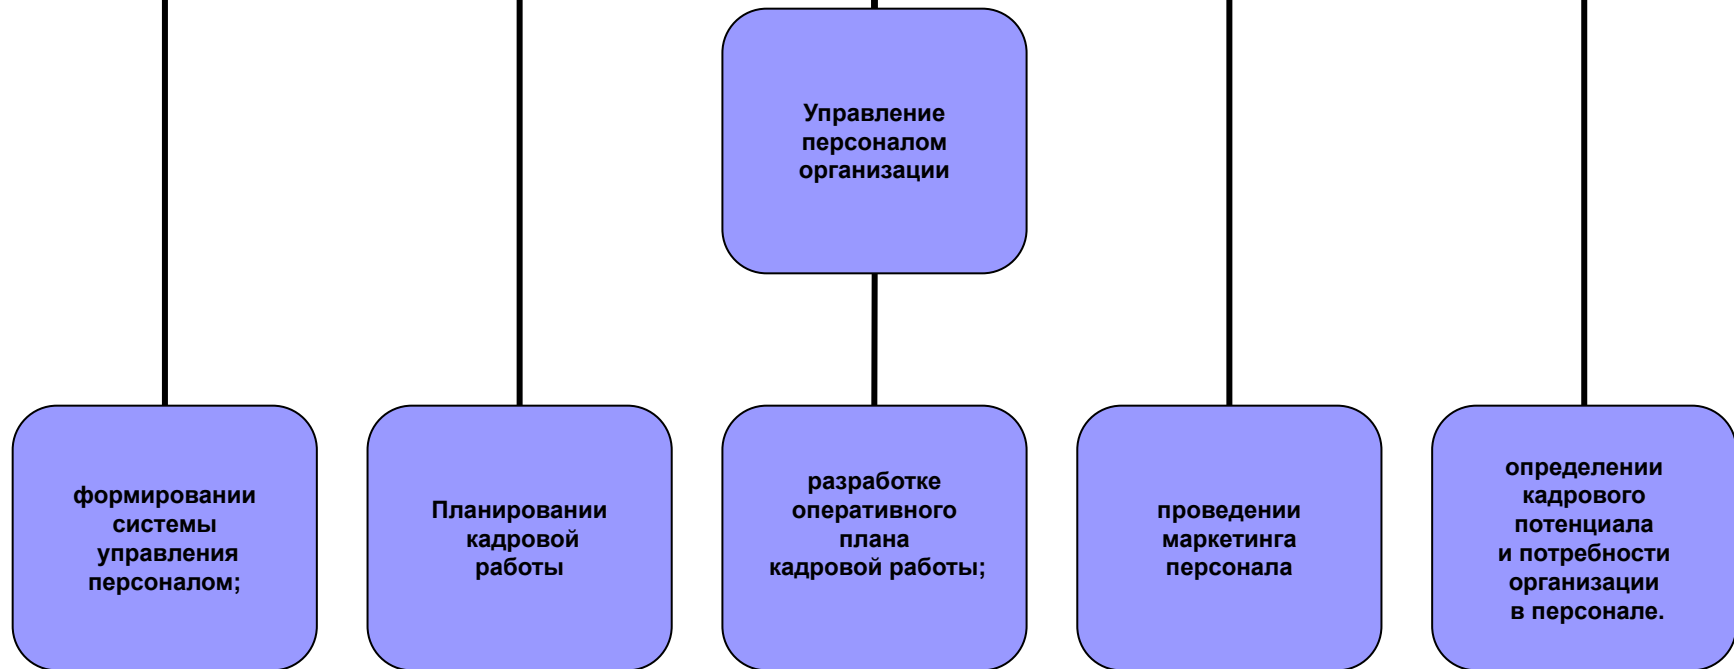 Управление
персоналом
организации
формировании
системы
управления
персоналом;
Планировании
кадровой
работы
разработке
оперативного
плана
кадровой работы;
проведении
маркетинга
персонала
определении
кадрового
потенциала
и потребности
организации
в персонале.